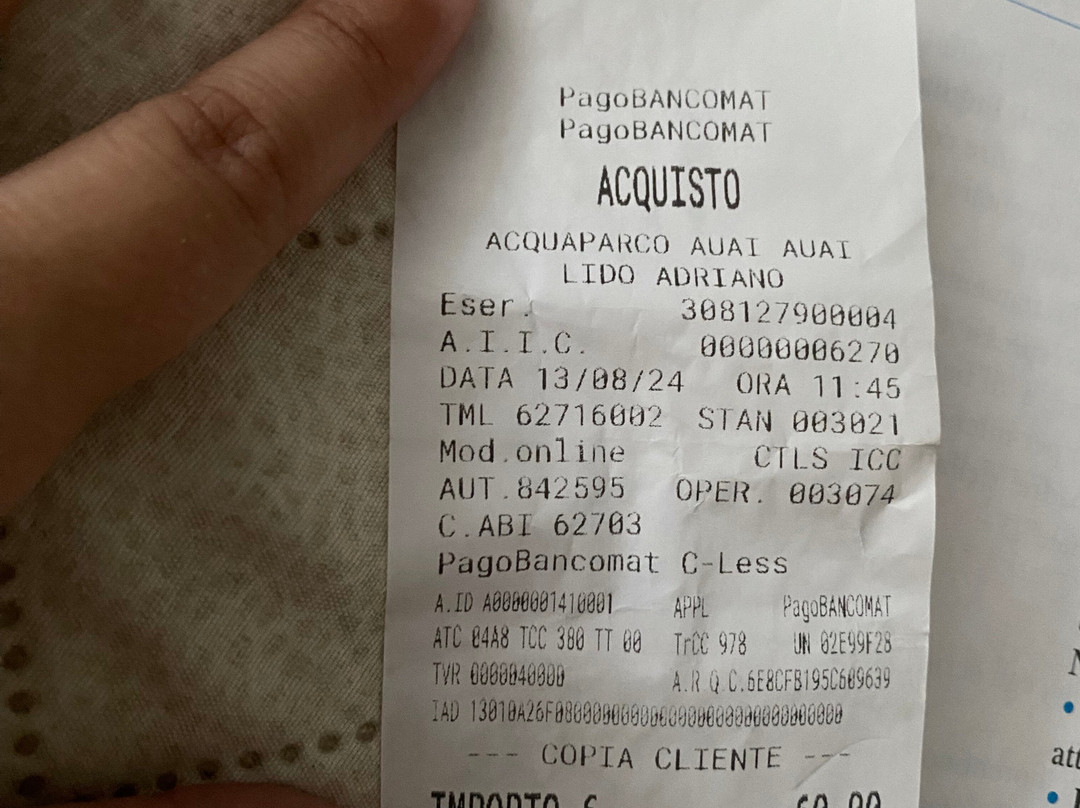 PagoBANCOMAT
PagoBANCOMAT
ACQUISTO
ACQUAPARCO AUAI AUAI
LIDO ADRIANO
Eser. 308127900004
A.I.I.C. 00000006270
DATA 13/08/24 ORA 11:45
TML 62716002 STAN 003021
Mod.online CTLS ICC
AUT.842595 OPER. 003074
C.ABI 62703
PagoBancomat C-Less
A.ID A0000001410001 APPL PagoBANCOMAT
ATC 04A8 TCC 380 TT 00 TrCC 978 UN 02E99F28
TVR 0000040000 A.R.Q.C.6E8CFB195C609639
IAD
--- COPIA CLIENTE ---